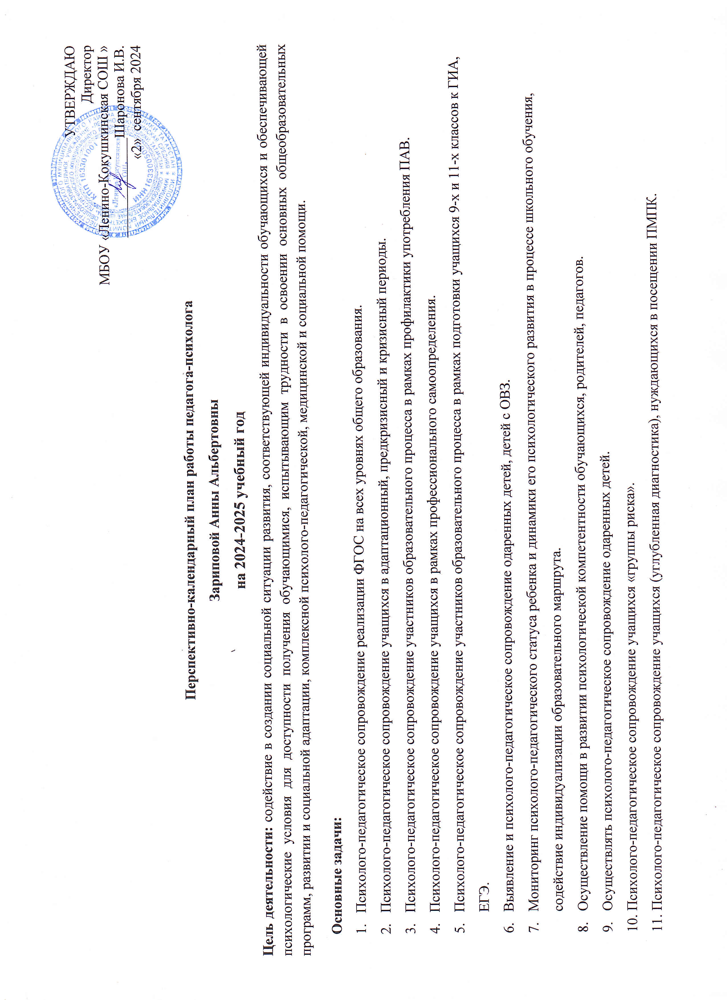 УТВЕРЖДАЮ
Директор
МБОУ «Ленино-Кокушкинская СОШ »
Шаронова И.В.
«2» сентября 2024
КПП 163301001
«Ленино-Кокушкинская
СОШ»
Перспективно-календарный план работы педагога-психолога
Зариповой Анны Альбертовны
на 2024-2025 учебный год
Цель деятельности: содействие в создании социальной ситуации развития, соответствующей индивидуальности обучающихся и обеспечивающей
психологические условия для доступности получения обучающимися, испытывающим трудности в освоении основных общеобразовательных
программ, развитии и социальной адаптации, комплексной психолого-педагогической, медицинской и социальной помощи.
Основные задачи:
1. Психолого-педагогическое сопровождение реализации ФГОС на всех уровнях общего образования.
2. Психолого-педагогическое сопровождение учащихся в адаптационный, предкризисный и кризисный периоды.
3. Психолого-педагогическое сопровождение участников образовательного процесса в рамках профилактики употребления ПАВ.
4. Психолого-педагогическое сопровождение учащихся в рамках профессионального самоопределения.
5. Психолого-педагогическое сопровождение участников образовательного процесса в рамках подготовки учащихся 9-х и 11-х классов к ГИА,
ЕГЭ.
6. Выявление и психолого-педагогическое сопровождение одаренных детей, детей с ОВЗ.
7. Мониторинг психолого-педагогического статуса ребенка и динамики его психологического развития в процессе школьного обучения,
содействие индивидуализации образовательного маршрута.
8. Осуществление помощи в развитии психологической компетентности обучающихся, родителей, педагогов.
9. Осуществлять психолого-педагогическое сопровождение одаренных детей.
10. Психолого-педагогическое сопровождение учащихся «группы риска».
11. Психолого-педагогическое сопровождение учащихся (углубленная диагностика), нуждающихся в посещении ПМПК.